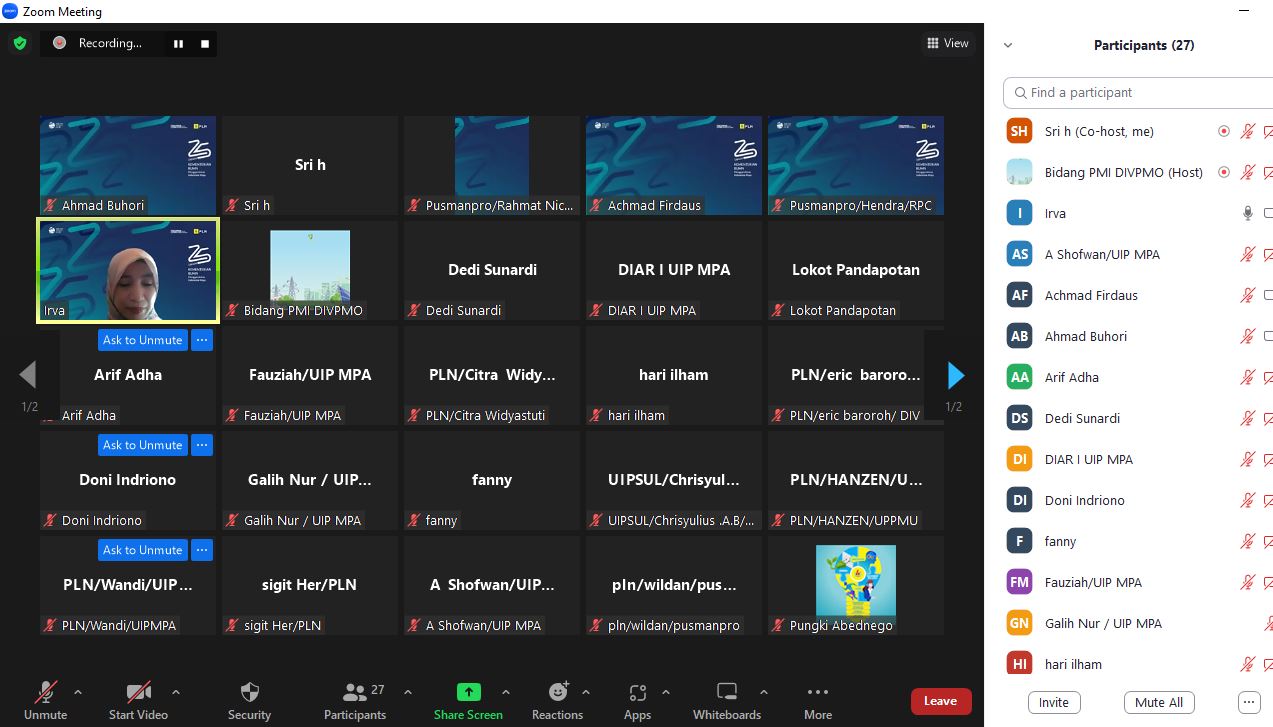 Zoom Meeting
Recording...
View
Ahmad Buhori
Sri h
Sri h
Pusmanpro/Rahmat Nic...
Achmad Firdaus
Pusmanpro/Hendra/RPC
KEMENTERIAN
BUMN
PLN
Irva
Bidang PMI DIVPMO
Dedi Sunardi
Dedi Sunardi
DIAR I UIP MPA
DIAR I UIP MPA
Lokot Pandapotan
Lokot Pandapotan
Ask to Unmute
Arif Adha
Arif Adha
Fauziah/UIP MPA
Fauziah/UIP MPA
PLN/Citra Widy...
PLN/Citra Widyastuti
hari ilham
hari ilham
PLN/eric baroro...
PLN/eric baroroh/ DIV
1/2
1/2
Ask to Unmute
Doni Indriono
Doni Indriono
Galih Nur / UIP...
Galih Nur / UIP MPA
fanny
fanny
UIPSUL/Chrisyul...
UIPSUL/Chrisyulius .A.B/...
PLN/HANZEN/U...
PLN/HANZEN/UPPMU
Ask to Unmute
PLN/Wandi/UIP...
PLN/Wandi/UIPMPA
sigit Her/PLN
sigit Her/PLN
A Shofwan/UIP...
A Shofwan/UIP MPA
pln/wildan/pus...
pln/wildan/pusmanpro
Pungki Abednego
Unmute
Start Video
Security
27
Participants
Share Screen
Reactions
Apps
Whiteboards
More
Leave
Participants (27)
Find a participant
SH Sri h (Co-host, me)
Bidang PMI DIVPMO (Host)
I Irva
AS A Shofwan/UIP MPA
AF Achmad Firdaus
AB Ahmad Buhori
AA Arif Adha
DS Dedi Sunardi
DI DIAR I UIP MPA
DI Doni Indriono
F fanny
FM Fauziah/UIP MPA
GN Galih Nur / UIP MPA
HI hari ilham
Invite
Mute All